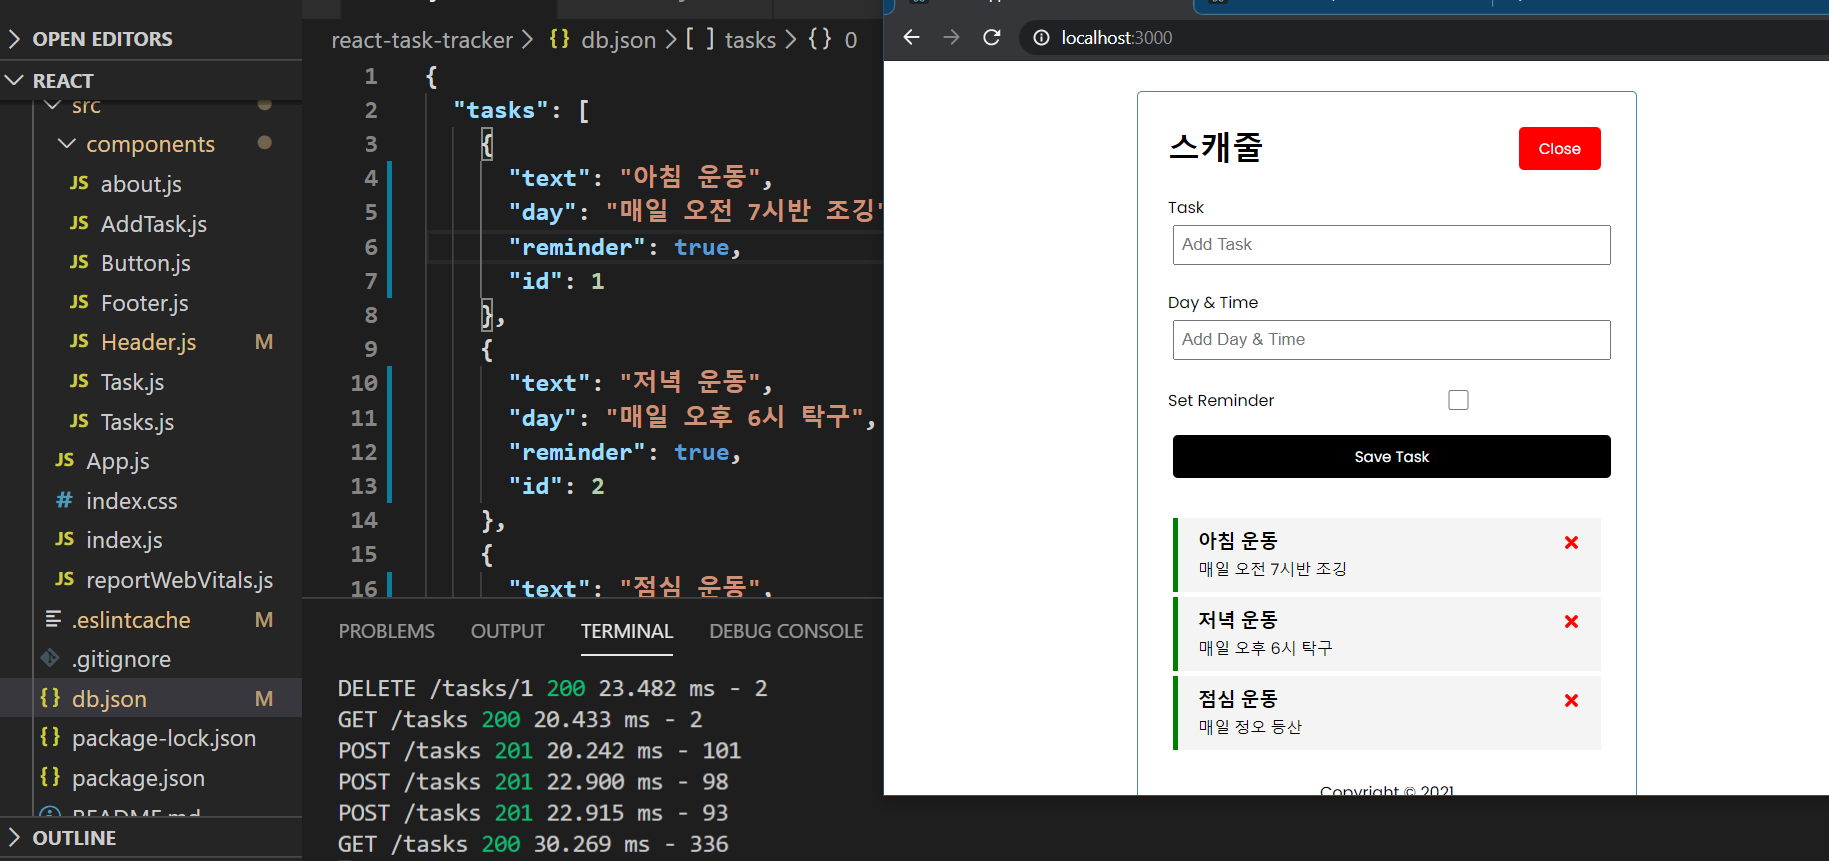 OPEN EDITORS
REACT
src
components
JS about.js
JS AddTask.js
JS Button.js
JS Footer.js
JS Header.js M
JS Task.js
JS Tasks.js
JS App.js
# index.css
JS index.js
JS reportWebVitals.js
.eslintcache M
.gitignore
{} db.json M
{} package-lock.json
{} package.json
README.md
OUTLINE
react-task-tracker > {} db.json > [ ] tasks > {} 0
1 {
2 "tasks": [
3 {
4 "text": "아침 운동",
5 "day": "매일 오전 7시반 조깅"
6 "reminder": true,
7 "id": 1
8 },
9 {
10 "text": "저녁 운동",
11 "day": "매일 오후 6시 탁구",
12 "reminder": true,
13 "id": 2
14 },
15 {
16 "text": "점심 운동",
PROBLEMS OUTPUT TERMINAL DEBUG CONSOLE
DELETE /tasks/1 200 23.482 ms - 2
GET /tasks 200 20.433 ms - 2
POST /tasks 201 20.242 ms - 101
POST /tasks 201 22.900 ms - 98
POST /tasks 201 22.915 ms - 93
GET /tasks 200 30.269 ms - 336
localhost:3000
스캐줄
Close
Task
Add Task
Day & Time
Add Day & Time
Set Reminder
Save Task
아침 운동
매일 오전 7시반 조깅
저녁 운동
매일 오후 6시 탁구
점심 운동
매일 정오 등산
Copyright © 2021